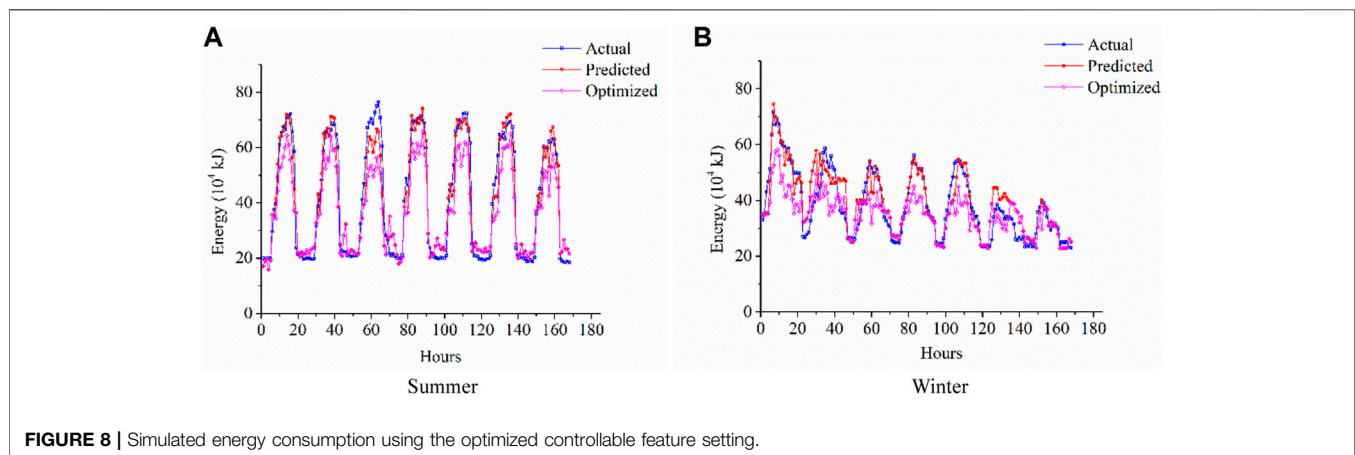 A
Actual
Predicted
Optimized
Energy (10⁴ kJ)
80
60
40
20
0
0 20 40 60 80 100 120 140 160 180
Hours
Summer
B
Actual
Predicted
Optimized
Energy (10⁴ kJ)
80
60
40
20
0
0 20 40 60 80 100 120 140 160 180
Hours
Winter
FIGURE 8 | Simulated energy consumption using the optimized controllable feature setting.